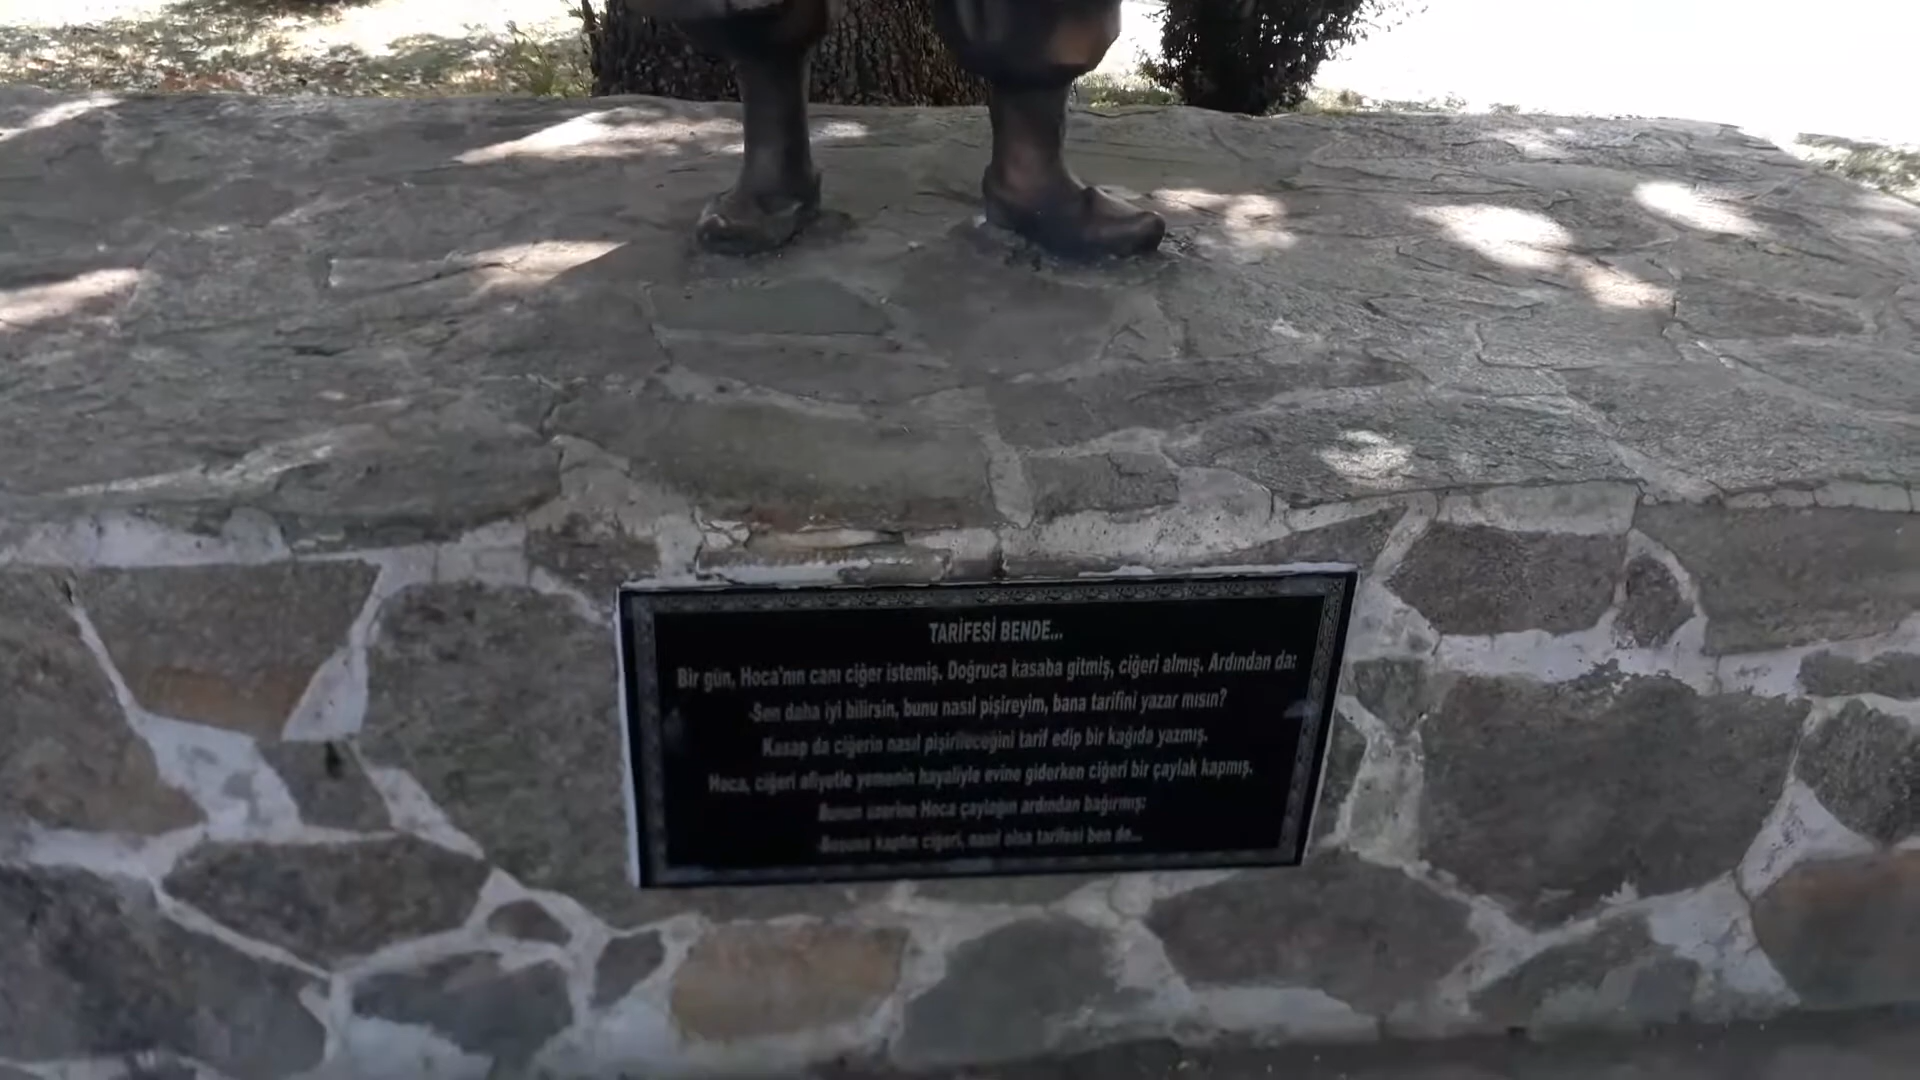 TARİFESİ BENDE...
Bir gün, Hoca'nın canı ciğer istemiş. Doğruca kasaba gitmiş, ciğeri almış. Ardından da:
-Sen daha iyi bilirsin, bunu nasıl pişireyim, bana tarifini yazar mısın?
Kasap da ciğerin nasıl pişirileceğini tarif edip bir kağıda yazmış.
Hoca, ciğeri afiyetle yemenin hayaliyle evine giderken ciğeri bir çaylak kapmış.
Bunun üzerine Hoca çaylağın ardından bağırmış:
kaptın ciğeri, nasıl olsa tarifesi ben de...